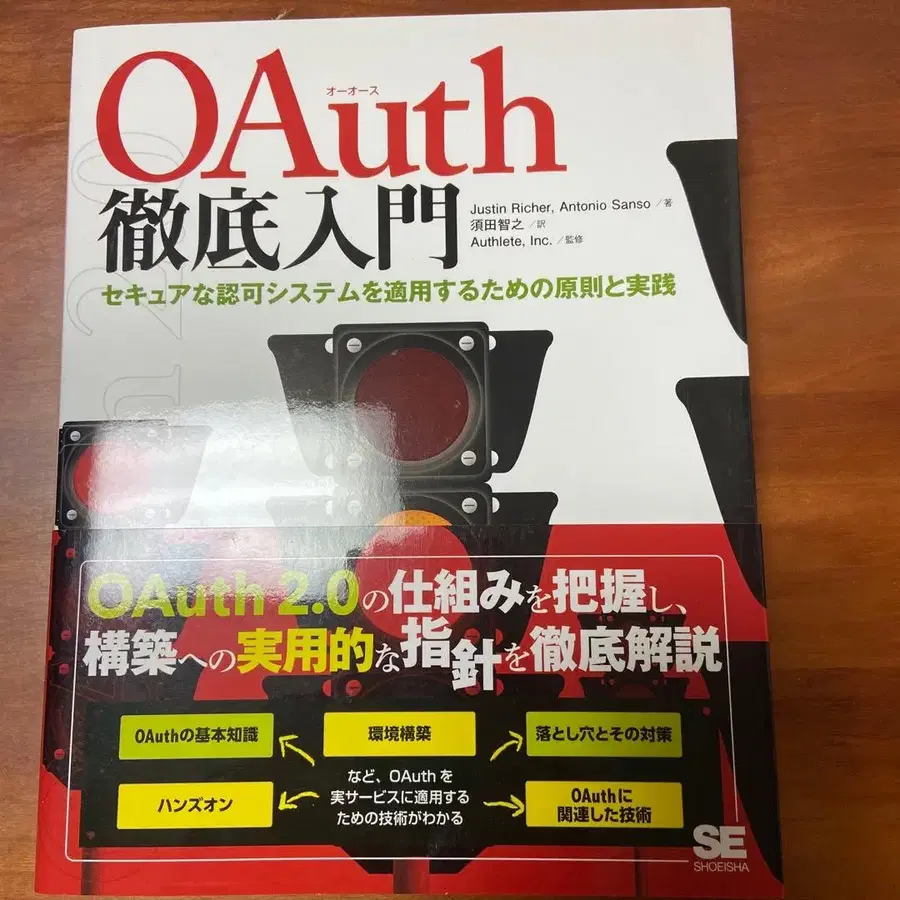 オーオース
OAuth
徹底入門
Justin Richer, Antonio Sanso／著
須田智之／訳
Authlete, Inc.／監修
セキュアな認可システムを適用するための原則と実践
OAuth 2.0の仕組みを把握し、
構築への実用的な指針を徹底解説
OAuthの基本知識
環境構築
落とし穴とその対策
ハンズオン
など、OAuthを
実サービスに適用する
ための技術がわかる
OAuthに
関連した技術
SE
SHOEISHA